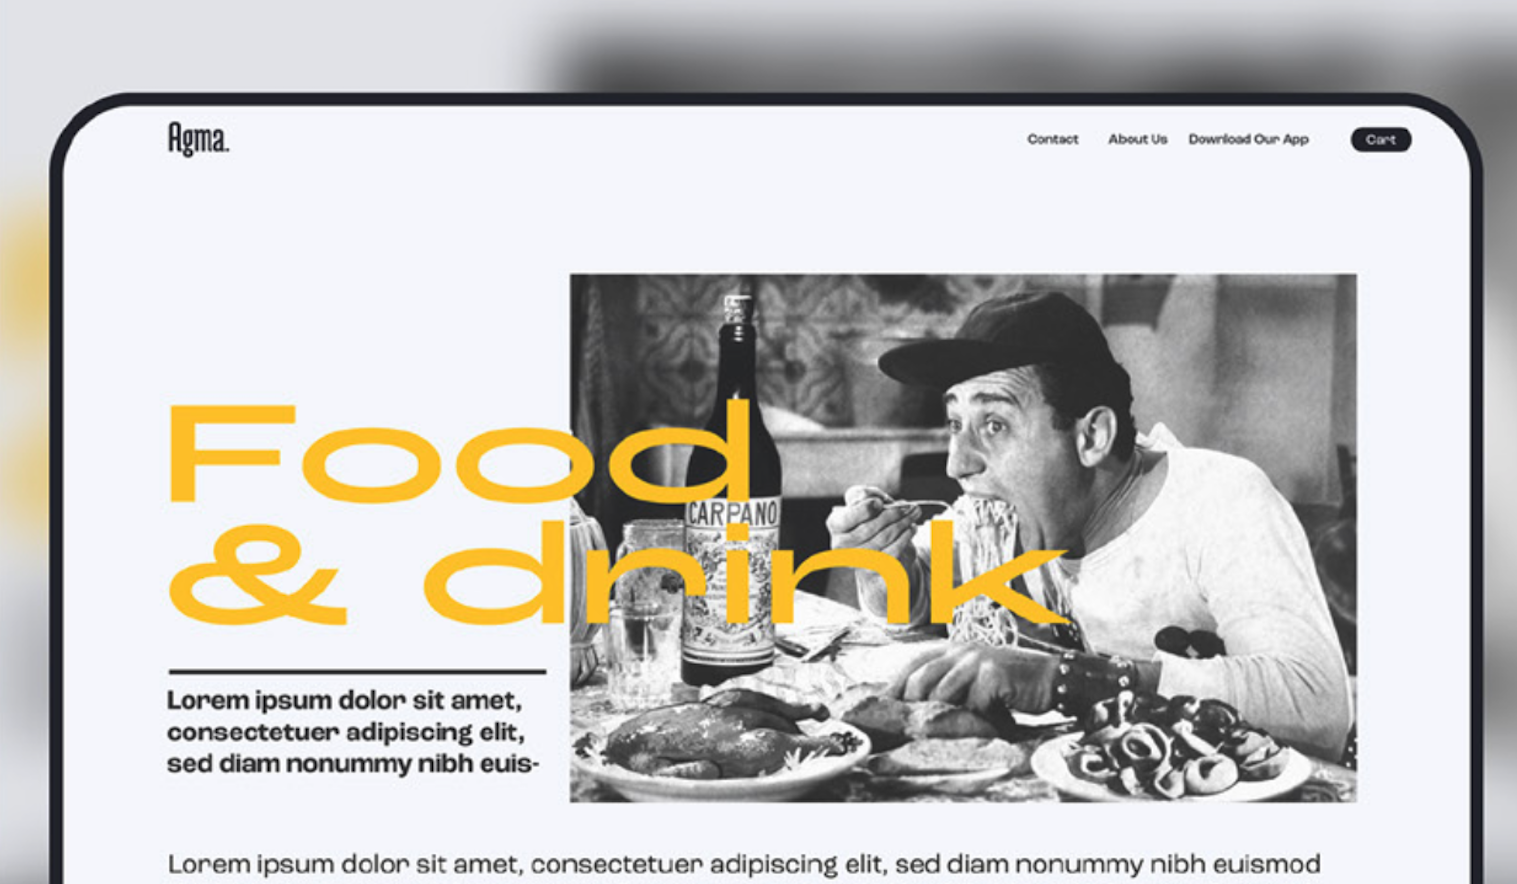 Agma.
Contact About Us Download Our App Cart
Food
& drink
CARPANO
Lorem ipsum dolor sit amet,
consectetuer adipiscing elit,
sed diam nonummy nibh euis-
Lorem ipsum dolor sit amet, consectetuer adipiscing elit, sed diam nonummy nibh euismod